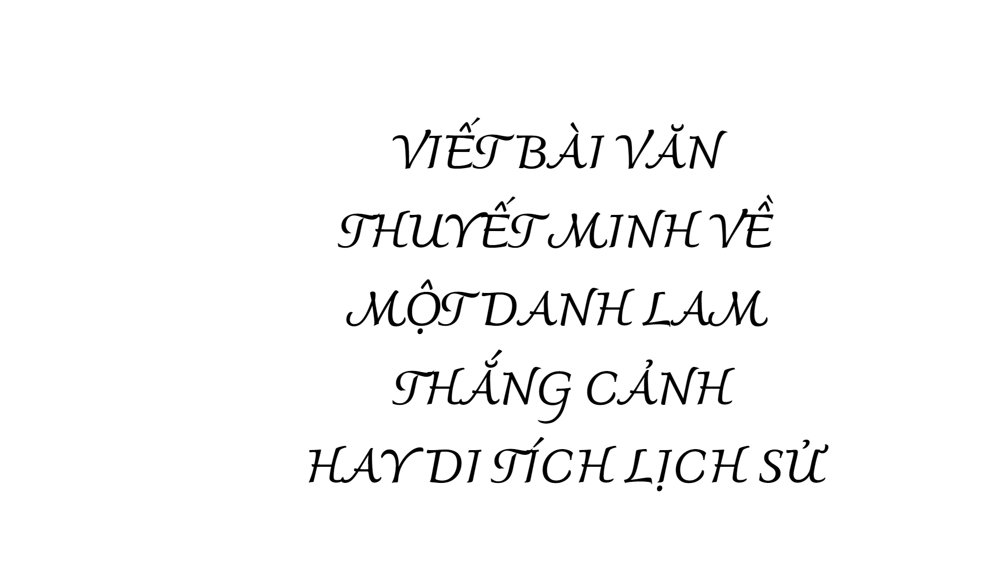 VIẾT BÀI VĂN
THUYẾT MINH VỀ
MỘT DANH LAM
THẮNG CẢNH
HAY DI TÍCH LỊCH SỬ